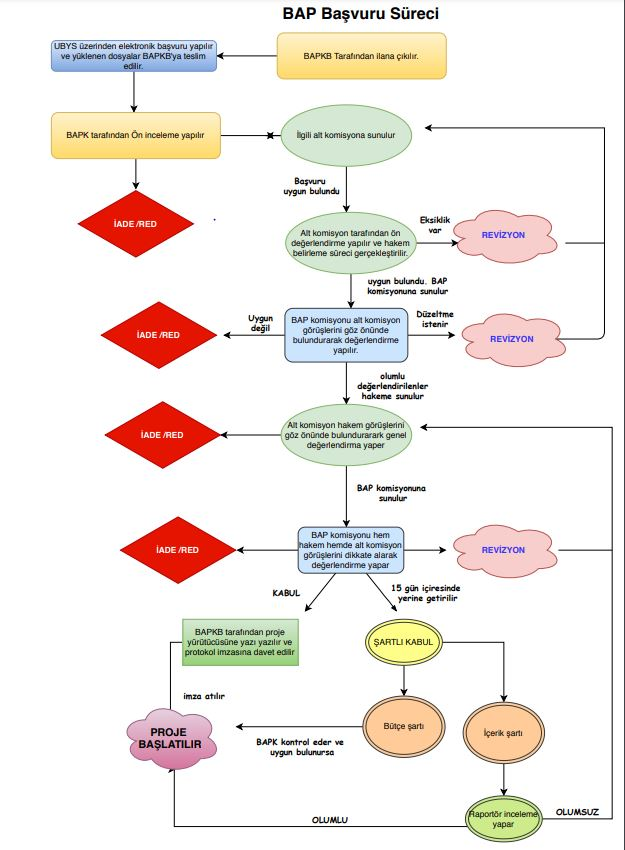 BAP Başvuru Süreci
UBYS üzerinden elektronik başvuru yapılır
ve yüklenen dosyalar BAPKB'ya teslim
edilir.
BAPKB Tarafından ilana çıkılır.
BAPK tarafından Ön inceleme yapılır
İlgili alt komisyona sunulur
Başvuru
uygun bulundu
İADE /RED
Alt komisyon tarafından ön
değerlendirme yapılır ve hakem
belirleme süreci gerçekleştirilir.
Eksiklik
var
REVİZYON
uygun bulundu. BAP
komisyonuna sunulur
İADE /RED
Uygun
değil
BAP komisyonu alt komisyon
görüşlerini göz önünde
bulundurarak değerlendirme
yapılır.
Düzeltme
istenir
REVİZYON
olumlu
değerlendirilenler
hakeme sunulur
İADE /RED
Alt komisyon hakem görüşlerini
göz önünde bulundurarak genel
değerlendirma yaper
BAP komisyonuna
sunulur
İADE /RED
BAP komisyonu hem
hakem hemde alt komisyon
görüşlerini dikkate alarak
değerlendirme yapar
REVİZYON
KABUL
15 gün içiresinde
yerine getirilir
BAPKB tarafından proje
yürütücüsüne yazı yazılır ve
protokol imzasına davet edilir
ŞARTLI KABUL
imza atılır
PROJE
BAŞLATILIR
Bütçe şartı
İçerik şartı
BAPK kontrol eder ve
uygun bulunursa
Raportör inceleme
yapar
OLUMSUZ
OLUMLU